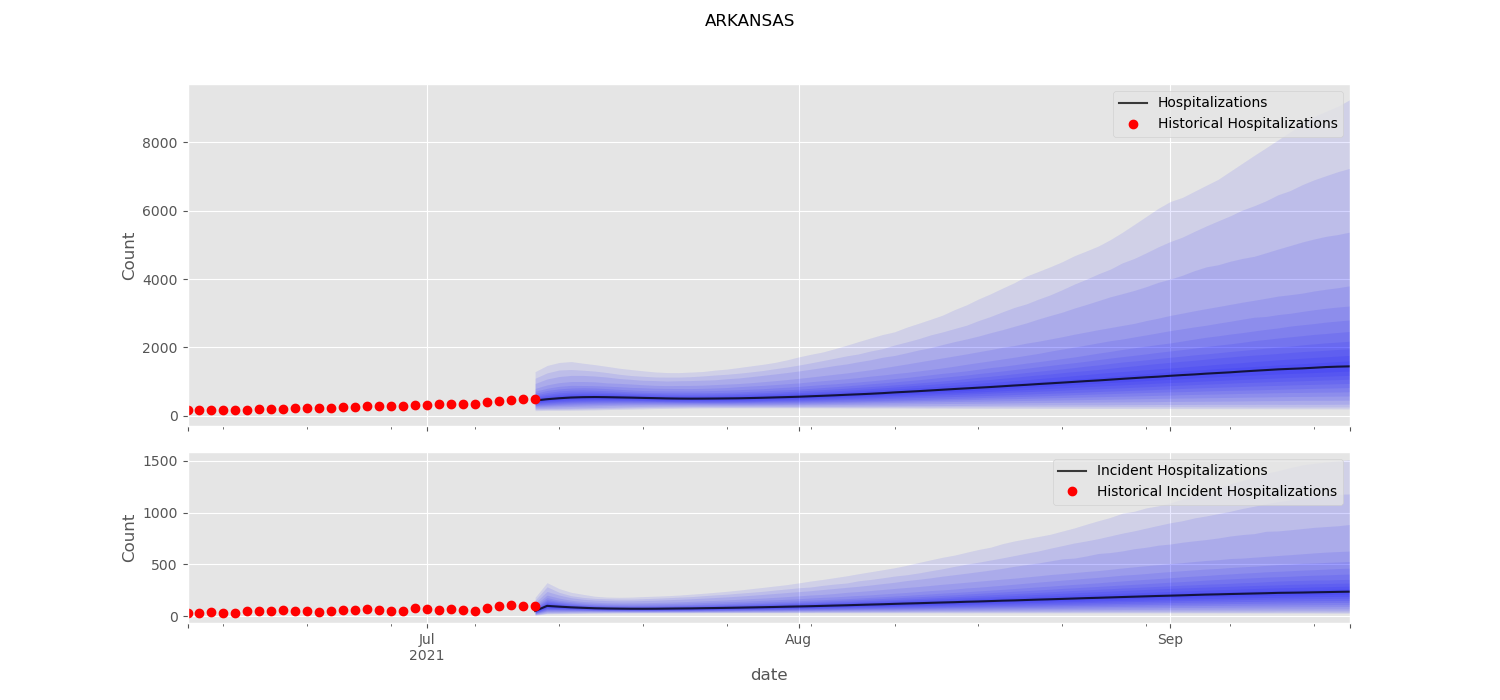 ARKANSAS
Hospitalizations
Historical Hospitalizations
8000
6000
4000
2000
0
Count
Incident Hospitalizations
Historical Incident Hospitalizations
1500
1000
500
0
Count
Jul
2021
Aug
Sep
date